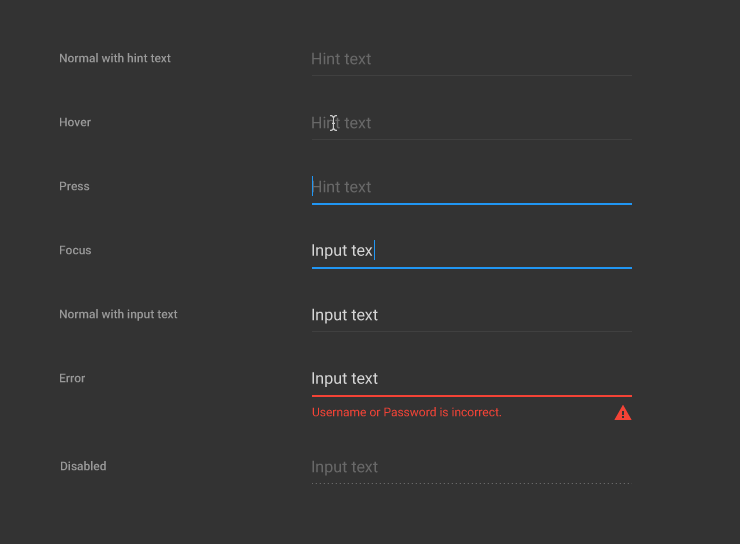 Normal with hint text Hint text
Hover Hint text
Press Hint text
Focus Input tex
Normal with input text Input text
Error Input text
Username or Password is incorrect.
Disabled Input text